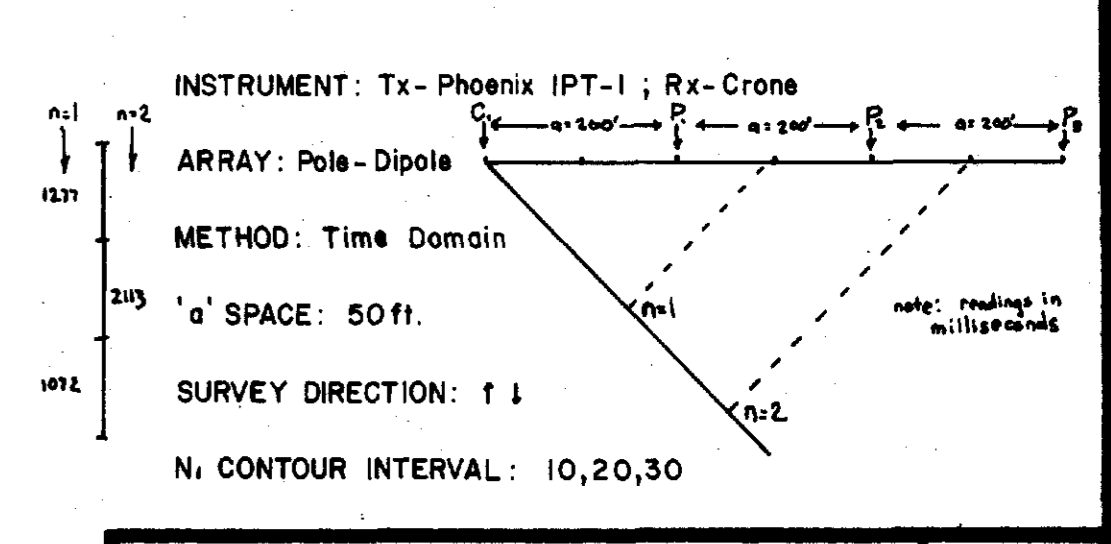 INSTRUMENT: Tx-Phoenix IPT-1 ; Rx-Crone
n=1 n=2
C₁ a=200' P₁ a=200' P₂ a=200' P₃
ARRAY: Pole-Dipole
1277
METHOD: Time Domain
2113
'a' SPACE: 50ft.
n=1
note: readings in
milliseconds
1072
SURVEY DIRECTION: ↑ ↓
n=2
N₁ CONTOUR INTERVAL: 10,20,30